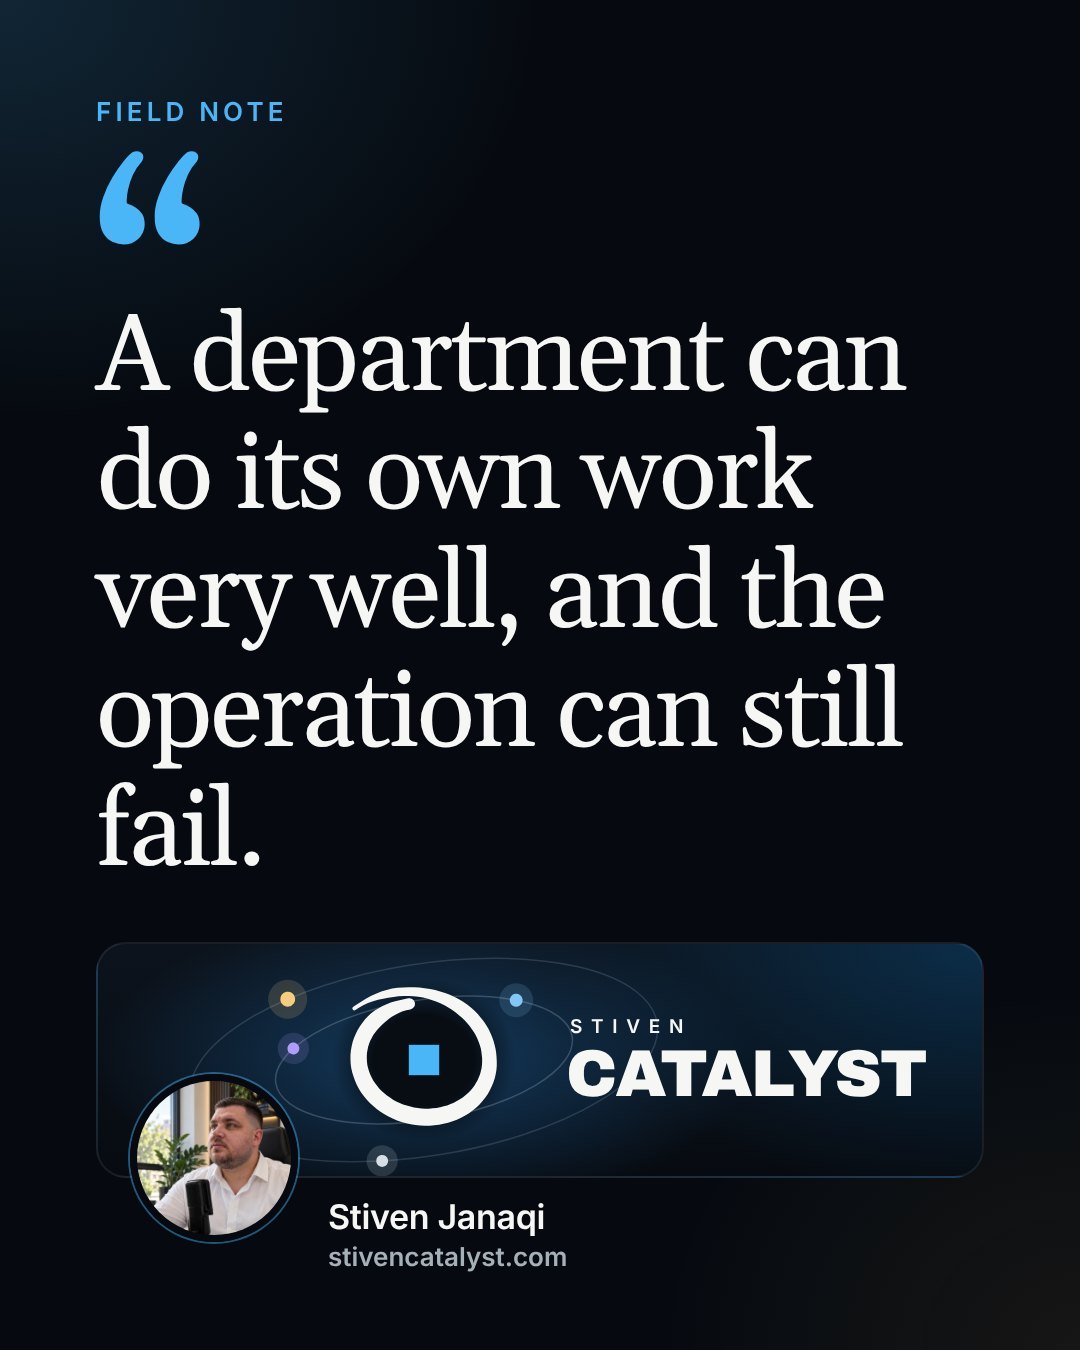 FIELD NOTE
“
A department can
do its own work
very well, and the
operation can still
fail.
STIVEN
CATALYST
Stiven Janaqi
stivencatalyst.com